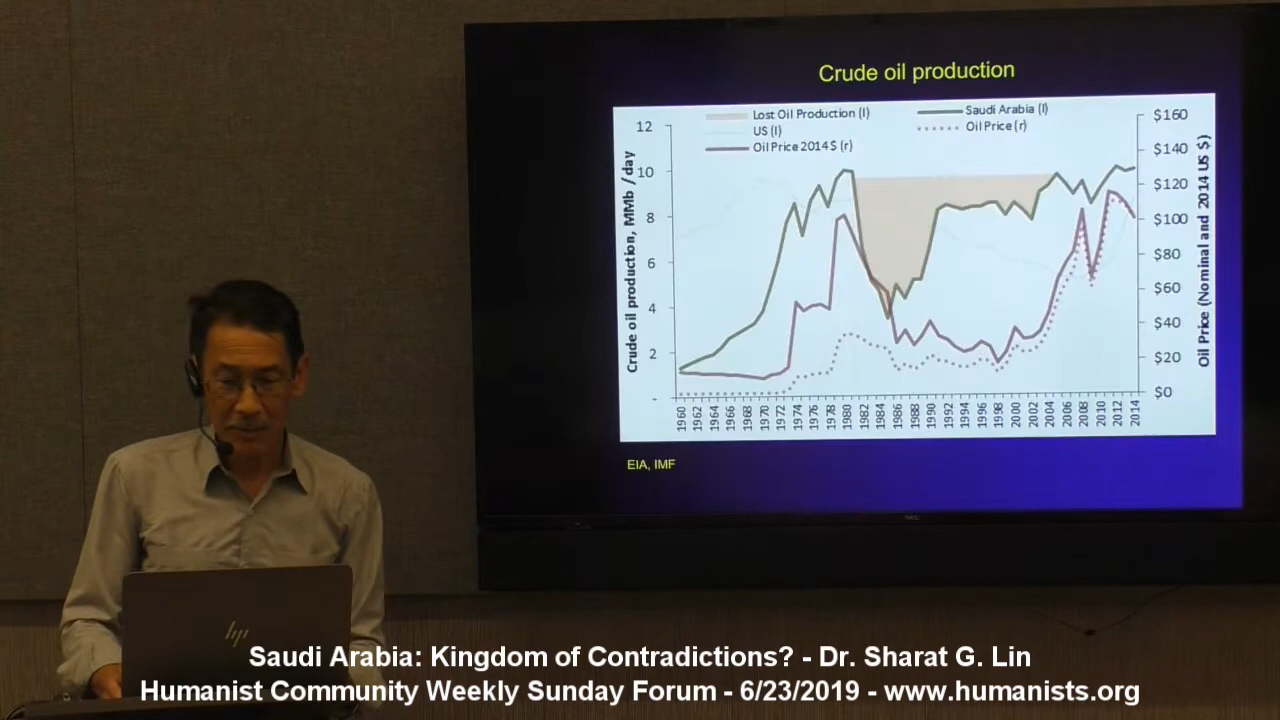 Crude oil production
Lost Oil Production (l)
Saudi Arabia (l)
US (l)
Oil Price (r)
Oil Price 2014 $ (r)
Crude oil production, MMb / day
12
10
8
6
4
2
-
$160
$140
$120
$100
$80
$60
$40
$20
$0
Oil Price (Nominal and 2014 US $)
1960 1962 1964 1966 1968 1970 1972 1974 1976 1978 1980 1982 1984 1986 1988 1990 1992 1994 1996 1998 2000 2002 2004 2006 2008 2010 2012 2014
EIA, IMF
NEC
hp
Saudi Arabia: Kingdom of Contradictions? - Dr. Sharat G. Lin
Humanist Community Weekly Sunday Forum - 6/23/2019 - www.humanists.org